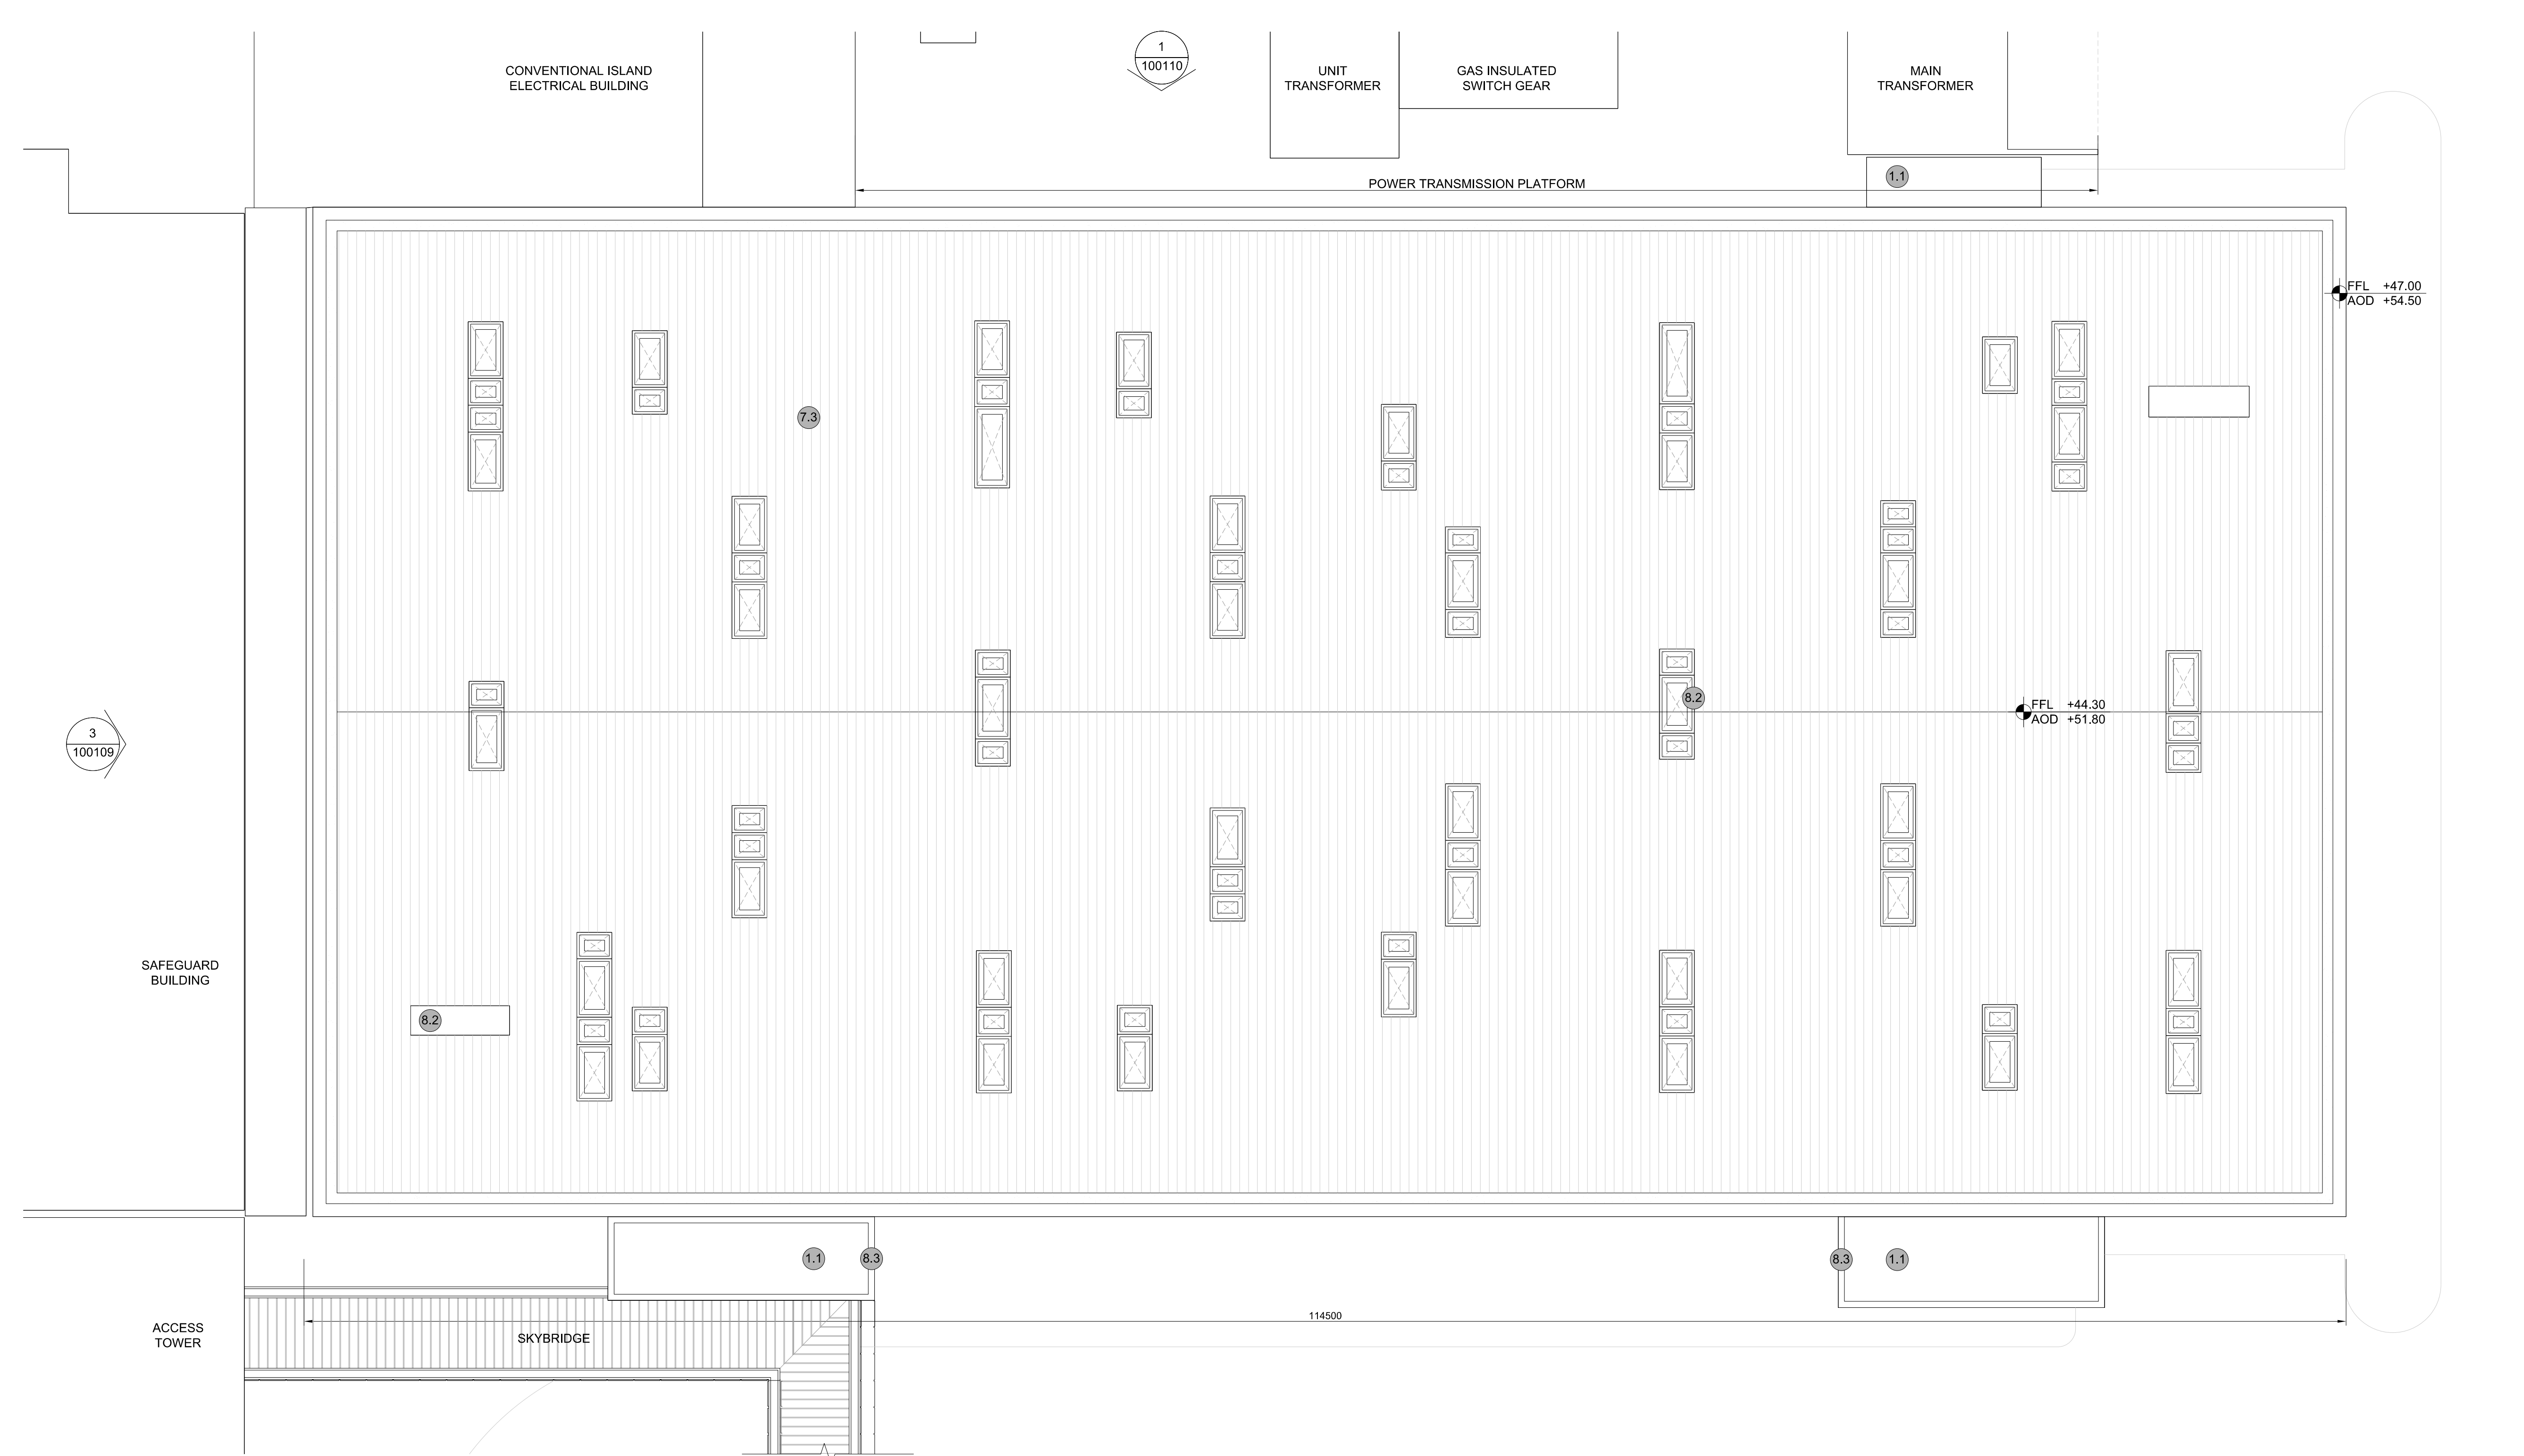 CONVENTIONAL ISLAND
ELECTRICAL BUILDING
1
100110
UNIT
TRANSFORMER
GAS INSULATED
SWITCH GEAR
MAIN
TRANSFORMER
POWER TRANSMISSION PLATFORM
1.1
FFL +47.00
AOD +54.50
7.3
8.2
FFL +44.30
AOD +51.80
3
100109
SAFEGUARD
BUILDING
8.2
1.1
8.3
8.3
1.1
114500
ACCESS
TOWER
SKYBRIDGE